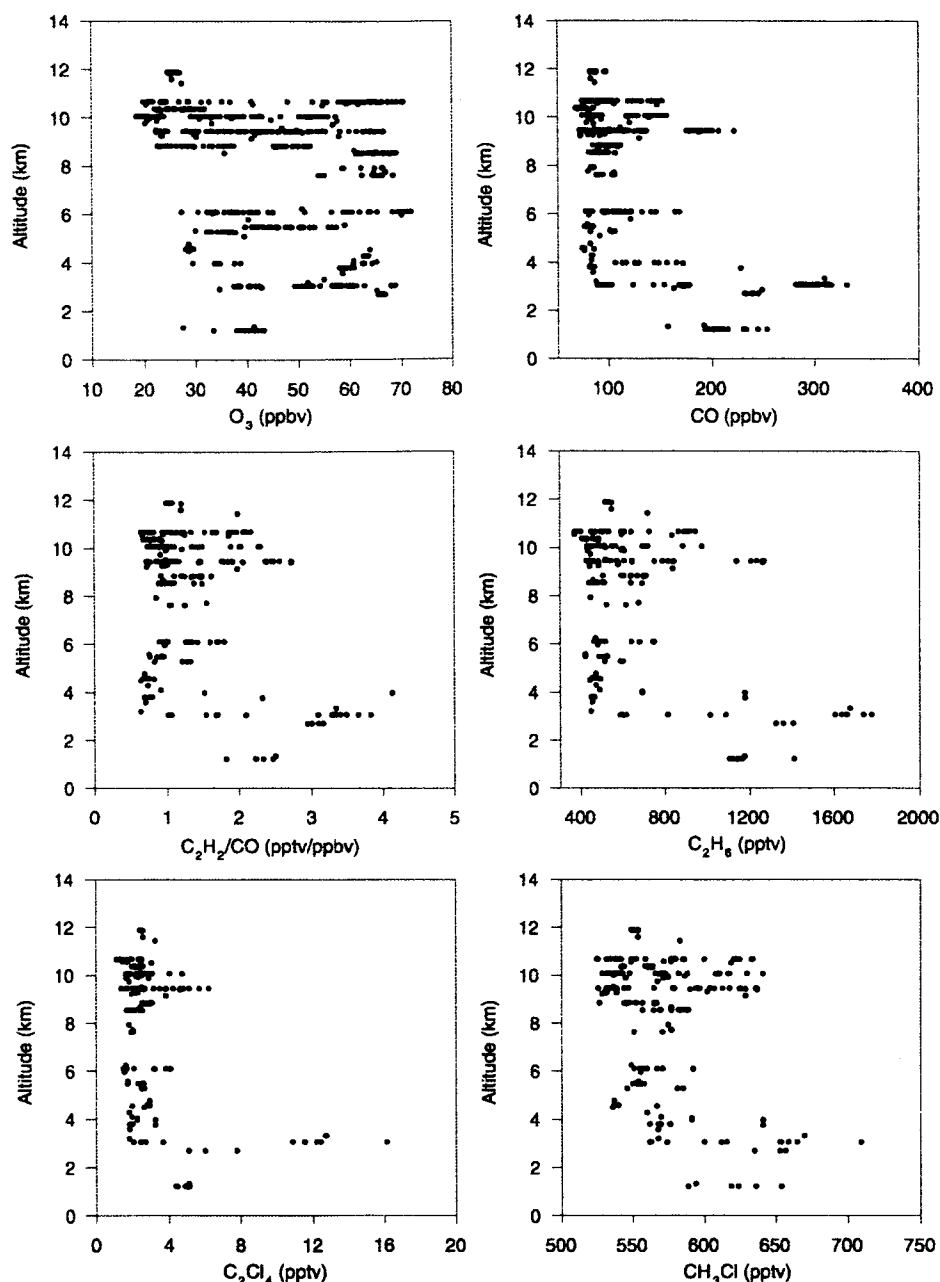 14
12
10
8
6
4
2
0
Altitude (km)
10 20 30 40 50 60 70 80
O3 (ppbv)
14
12
10
8
6
4
2
0
Altitude (km)
100 200 300 400
CO (ppbv)
14
12
10
8
6
4
2
0
Altitude (km)
0 1 2 3 4 5
C2H2/CO (pptv/ppbv)
14
12
10
8
6
4
2
0
Altitude (km)
400 800 1200 1600 2000
C2H6 (pptv)
14
12
10
8
6
4
2
0
Altitude (km)
0 4 8 12 16 20
C2Cl4 (pptv)
14
12
10
8
6
4
2
0
Altitude (km)
500 550 600 650 700 750
CH3Cl (pptv)